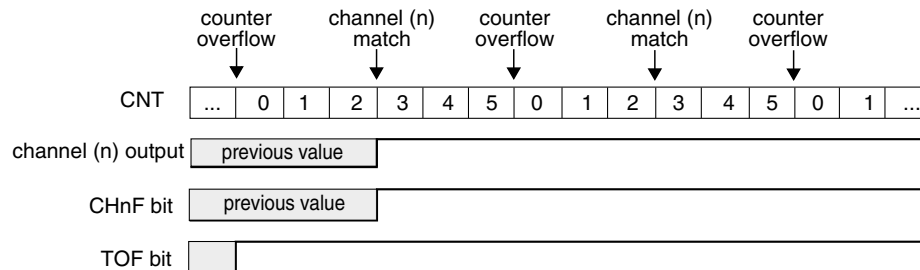 counter overflow channel (n) match counter overflow channel (n) match counter overflow
CNT ... 0 1 2 3 4 5 0 1 2 3 4 5 0 1 ...
channel (n) output previous value
CHnF bit previous value
TOF bit